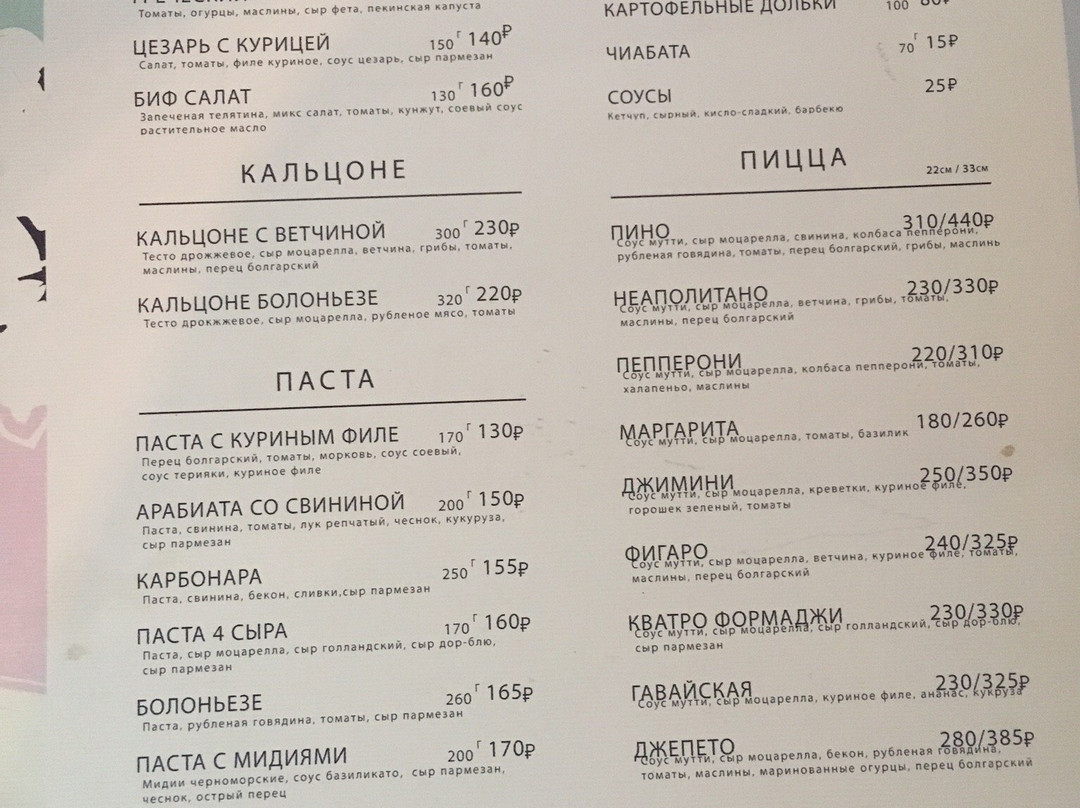 Томаты, огурцы, маслины, сыр фета, пекинская капуста
ЦЕЗАРЬ С КУРИЦЕЙ 150г 140₽
Салат, томаты, филе куриное, соус цезарь, сыр пармезан
БИФ САЛАТ 130г 160₽
Запеченая телятина, микс салат, томаты, кунжут, соевый соус
растительное масло
КАЛЬЦОНЕ
КАЛЬЦОНЕ С ВЕТЧИНОЙ 300г 230₽
Тесто дрожжевое, сыр моцарелла, ветчина, грибы, томаты,
маслины, перец болгарский
КАЛЬЦОНЕ БОЛОНЬЕЗЕ 320г 220₽
Тесто дрокжжевое, сыр моцарелла, рубленое мясо, томаты
ПАСТА
ПАСТА С КУРИНЫМ ФИЛЕ 170г 130₽
Перец болгарский, томаты, морковь, соус соевый,
соус терияки, куриное филе
АРАБИАТА СО СВИНИНОЙ 200г 150₽
Паста, свинина, томаты, лук репчатый, чеснок, кукуруза,
сыр пармезан
КАРБОНАРА 250г 155₽
Паста, свинина, бекон, сливки,сыр пармезан
ПАСТА 4 СЫРА 170г 160₽
Паста, сыр моцарелла, сыр голландский, сыр дор-блю,
сыр пармезан
БОЛОНЬЕЗЕ 260г 165₽
Паста, рубленая говядина, томаты, сыр пармезан
ПАСТА С МИДИЯМИ 200г 170₽
Мидии черноморские, соус базиликато, сыр пармезан,
чеснок, острый перец
КАРТОФЕЛЬНЫЕ ДОЛЬКИ 100
ЧИАБАТА 70г 15₽
СОУСЫ 25₽
Кетчуп, сырный, кисло-сладкий, барбекю
ПИЦЦА 22см / 33см
ПИНО 310/440₽
Соус мутти, сыр моцарелла, свинина, колбаса пепперони,
рубленая говядина, томаты, перец болгарский, грибы, маслины
НЕАПОЛИТАНО 230/330₽
Соус мутти, сыр моцарелла, ветчина, грибы, томаты,
маслины, перец болгарский
ПЕППЕРОНИ 220/310₽
Соус мутти, сыр моцарелла, колбаса пепперони, томаты,
халапеньо, маслины
МАРГАРИТА 180/260₽
Соус мутти, сыр моцарелла, томаты, базилик
ДЖИМИНИ 250/350₽
Соус мутти, сыр моцарелла, креветки, куриное филе,
горошек зеленый, томаты
ФИГАРО 240/325₽
Соус мутти, сыр моцарелла, ветчина, куриное филе, томаты,
маслины, перец болгарский
КВАТРО ФОРМАДЖИ 230/330₽
Соус мутти, сыр моцарелла, сыр голландский, сыр дор-блю,
сыр пармезан
ГАВАЙСКАЯ 230/325₽
Соус мутти, сыр моцарелла, куриное филе, ананас, кукруза
ДЖЕПЕТО 280/385₽
Соус мутти, сыр моцарелла, бекон, рубленая говядина,
томаты, маслины, маринованные огурцы, перец болгарский